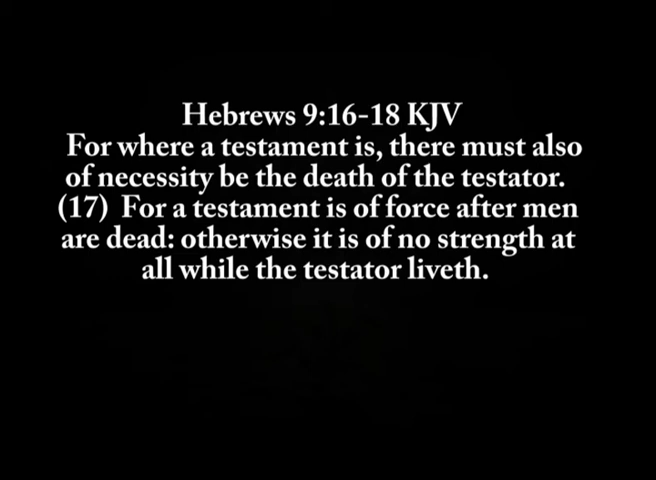 Hebrews 9:16-18 KJV
For where a testament is, there must also
of necessity be the death of the testator.
(17) For a testament is of force after men
are dead: otherwise it is of no strength at
all while the testator liveth.